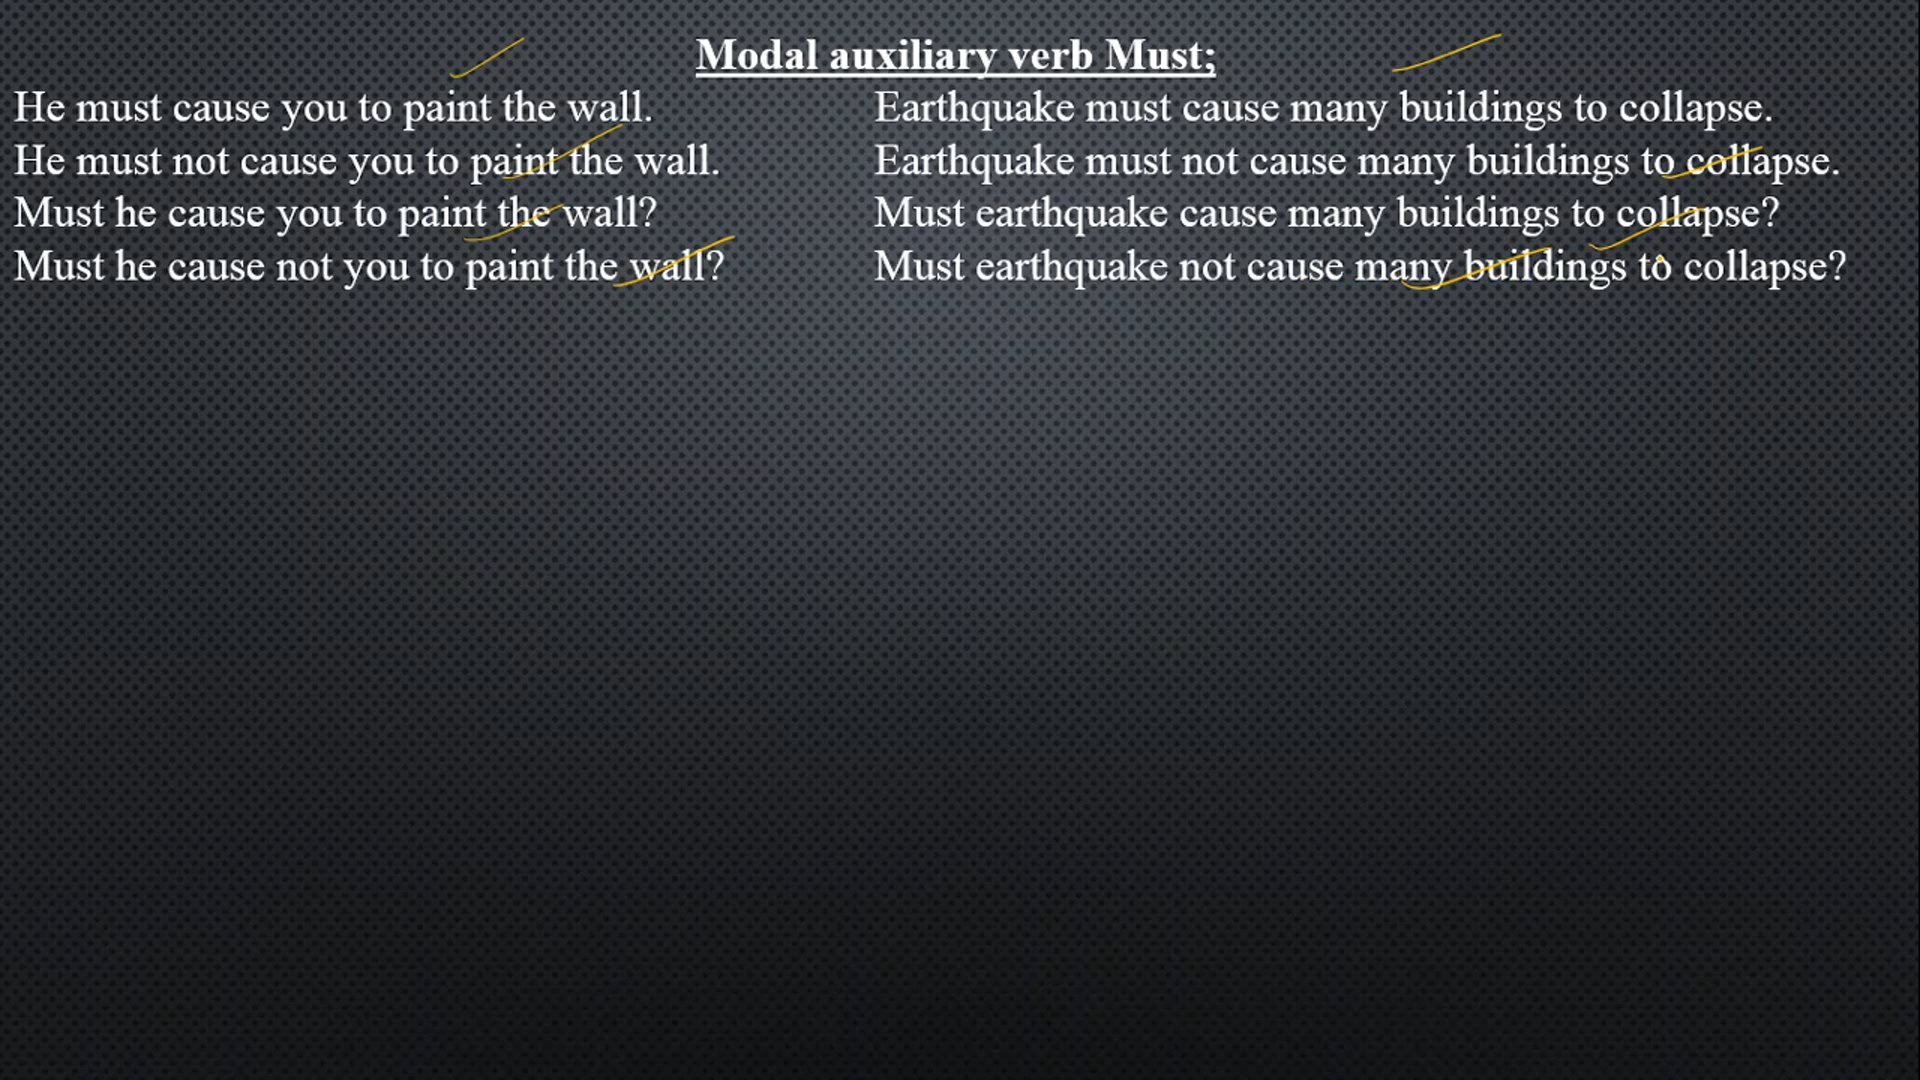 Modal auxiliary verb Must;
He must cause you to paint the wall.
He must not cause you to paint the wall.
Must he cause you to paint the wall?
Must he cause not you to paint the wall?
Earthquake must cause many buildings to collapse.
Earthquake must not cause many buildings to collapse.
Must earthquake cause many buildings to collapse?
Must earthquake not cause many buildings to collapse?